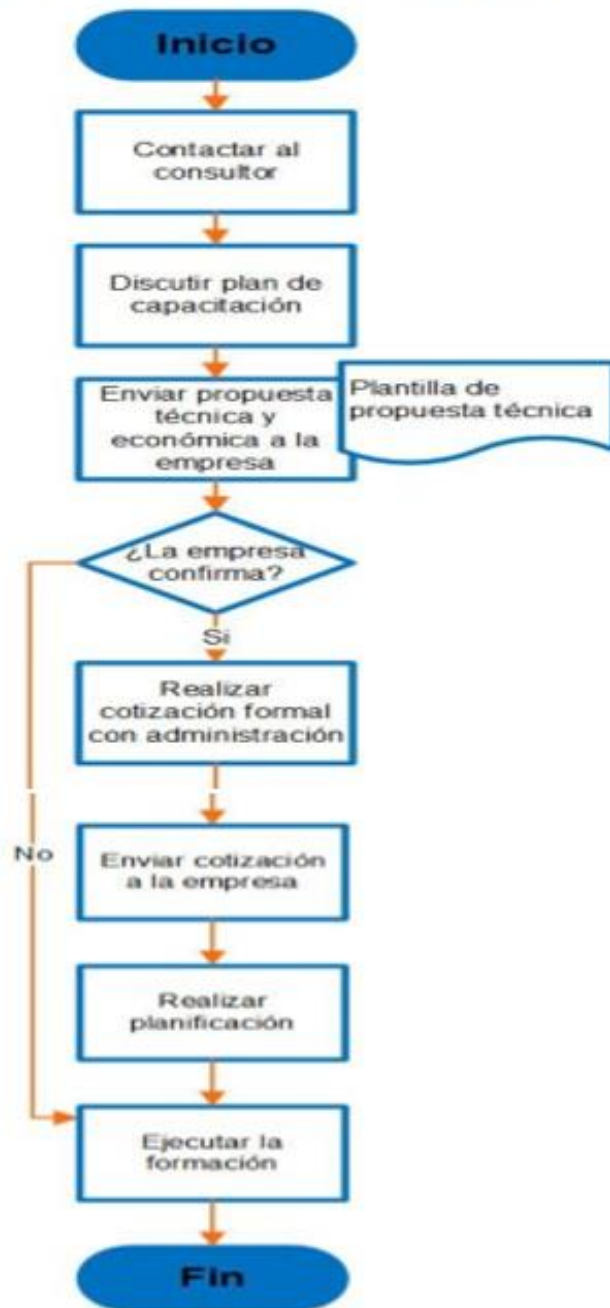 Inicio
Contactar al
consultor
Discutir plan de
capacitación
Enviar propuesta
técnica y
económica a la
empresa
Plantilla de
propuesta técnica
¿La empresa
confirma?
Si
Realizar
cotización formal
con administración
No
Enviar cotización
a la empresa
Realizar
planificación
Ejecutar la
formación
Fin